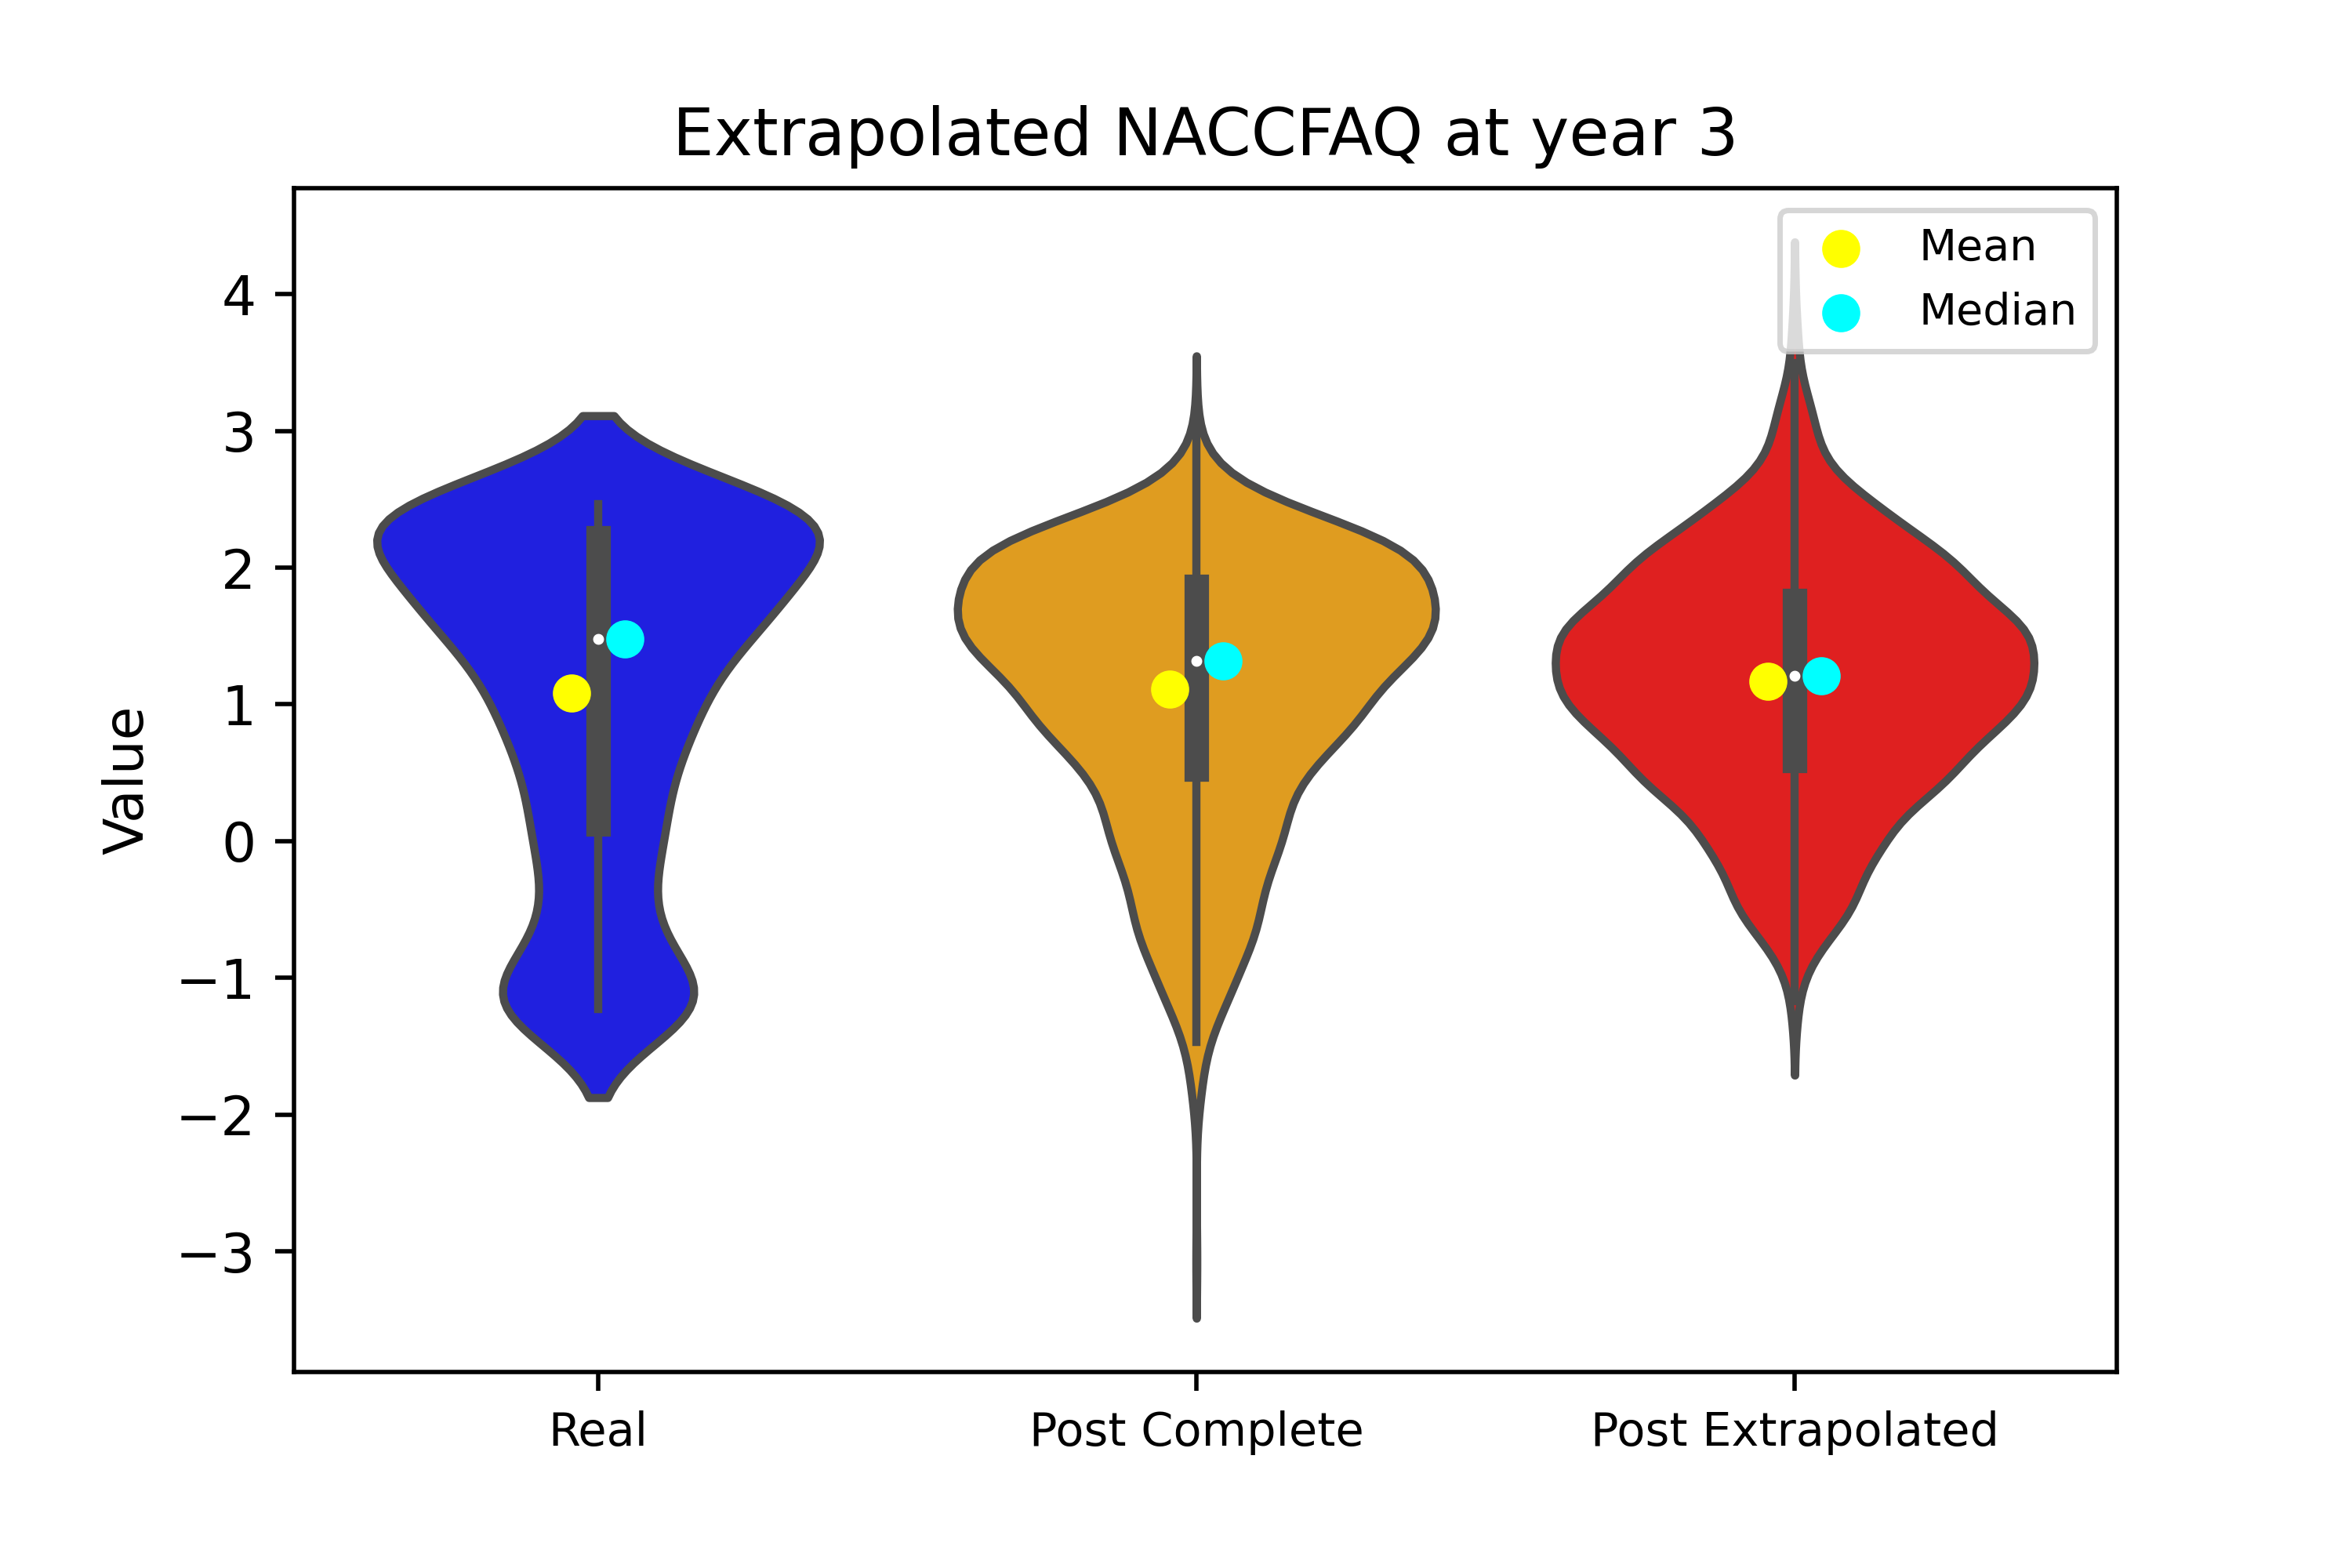 Extrapolated NACCFAQ at year 3
Mean
Median
4
3
2
1
0
−1
−2
−3
Value
Real
Post Complete
Post Extrapolated